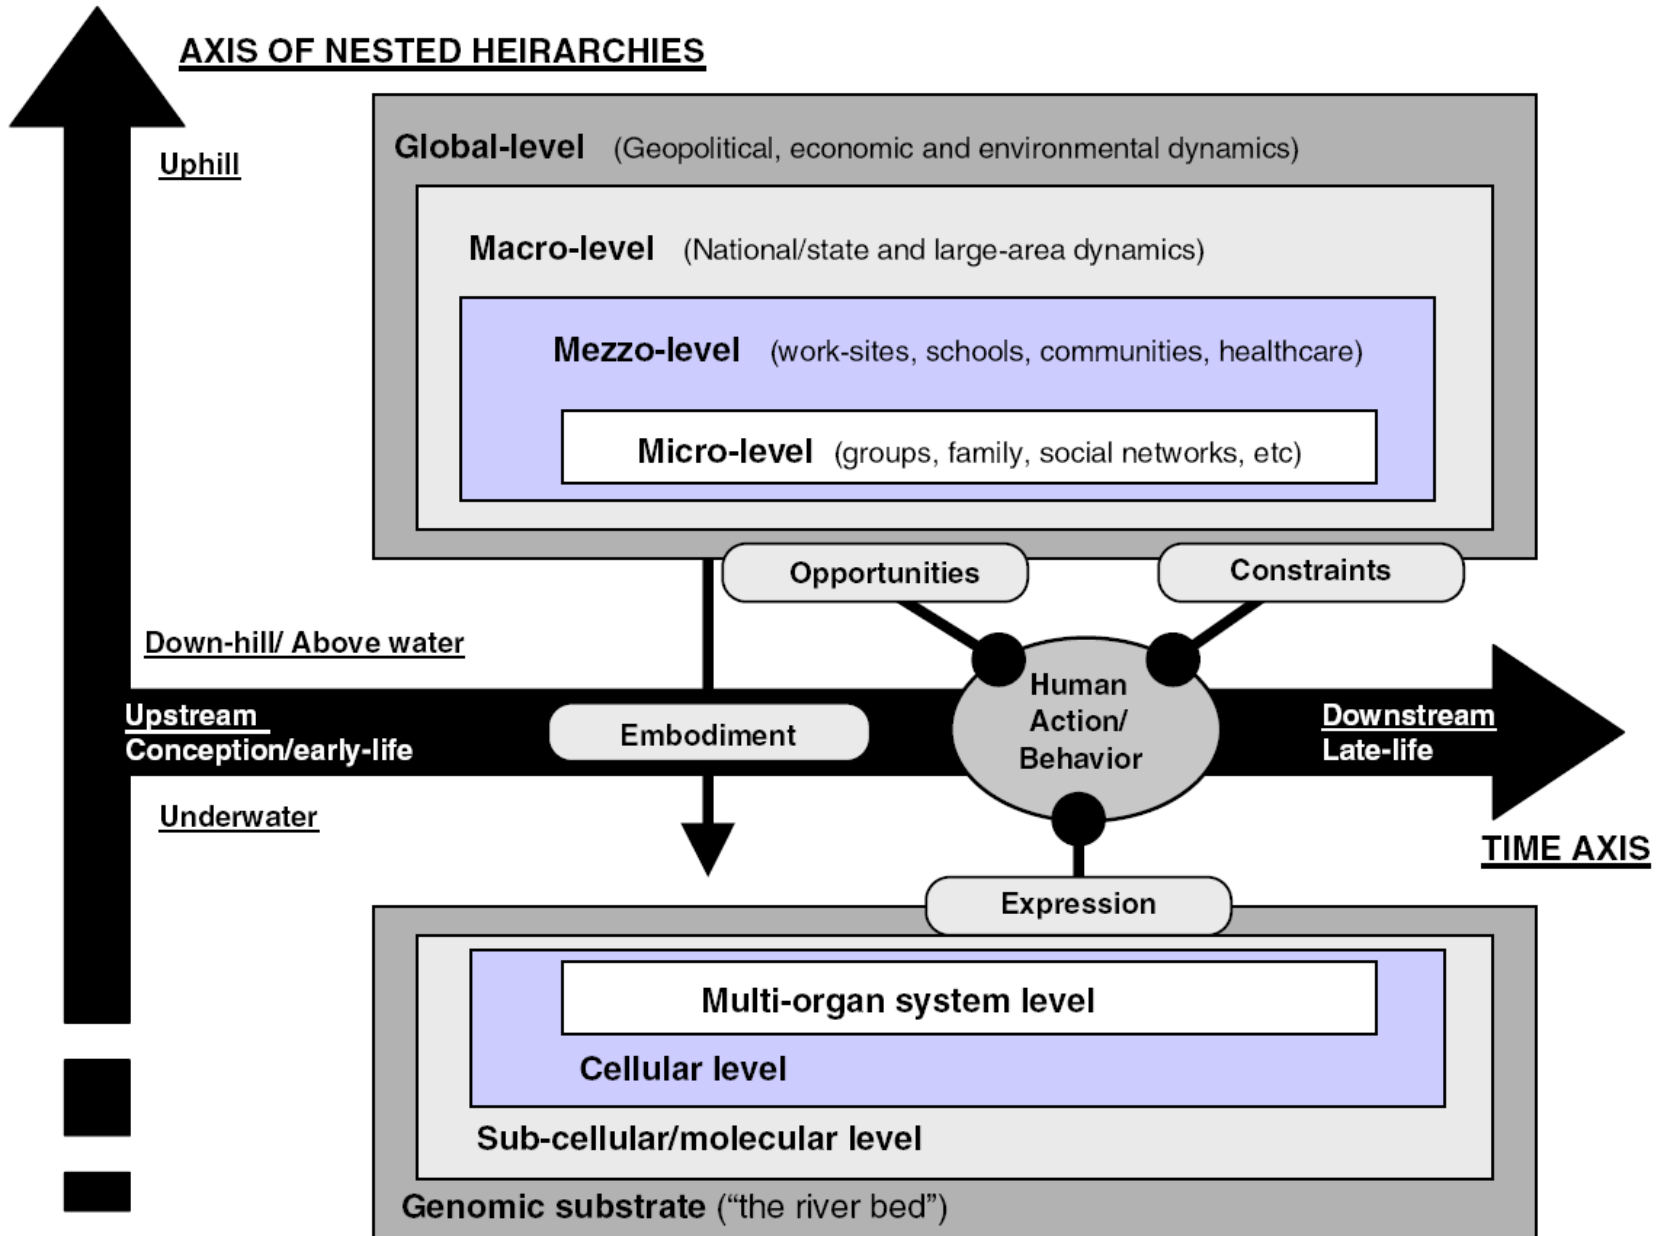 AXIS OF NESTED HEIRARCHIES
Uphill
Global-level (Geopolitical, economic and environmental dynamics)
Macro-level (National/state and large-area dynamics)
Mezzo-level (work-sites, schools, communities, healthcare)
Micro-level (groups, family, social networks, etc)
Opportunities
Constraints
Down-hill/ Above water
Human
Action/
Behavior
Upstream
Conception/early-life
Embodiment
Downstream
Late-life
Underwater
TIME AXIS
Expression
Multi-organ system level
Cellular level
Sub-cellular/molecular level
Genomic substrate (“the river bed”)